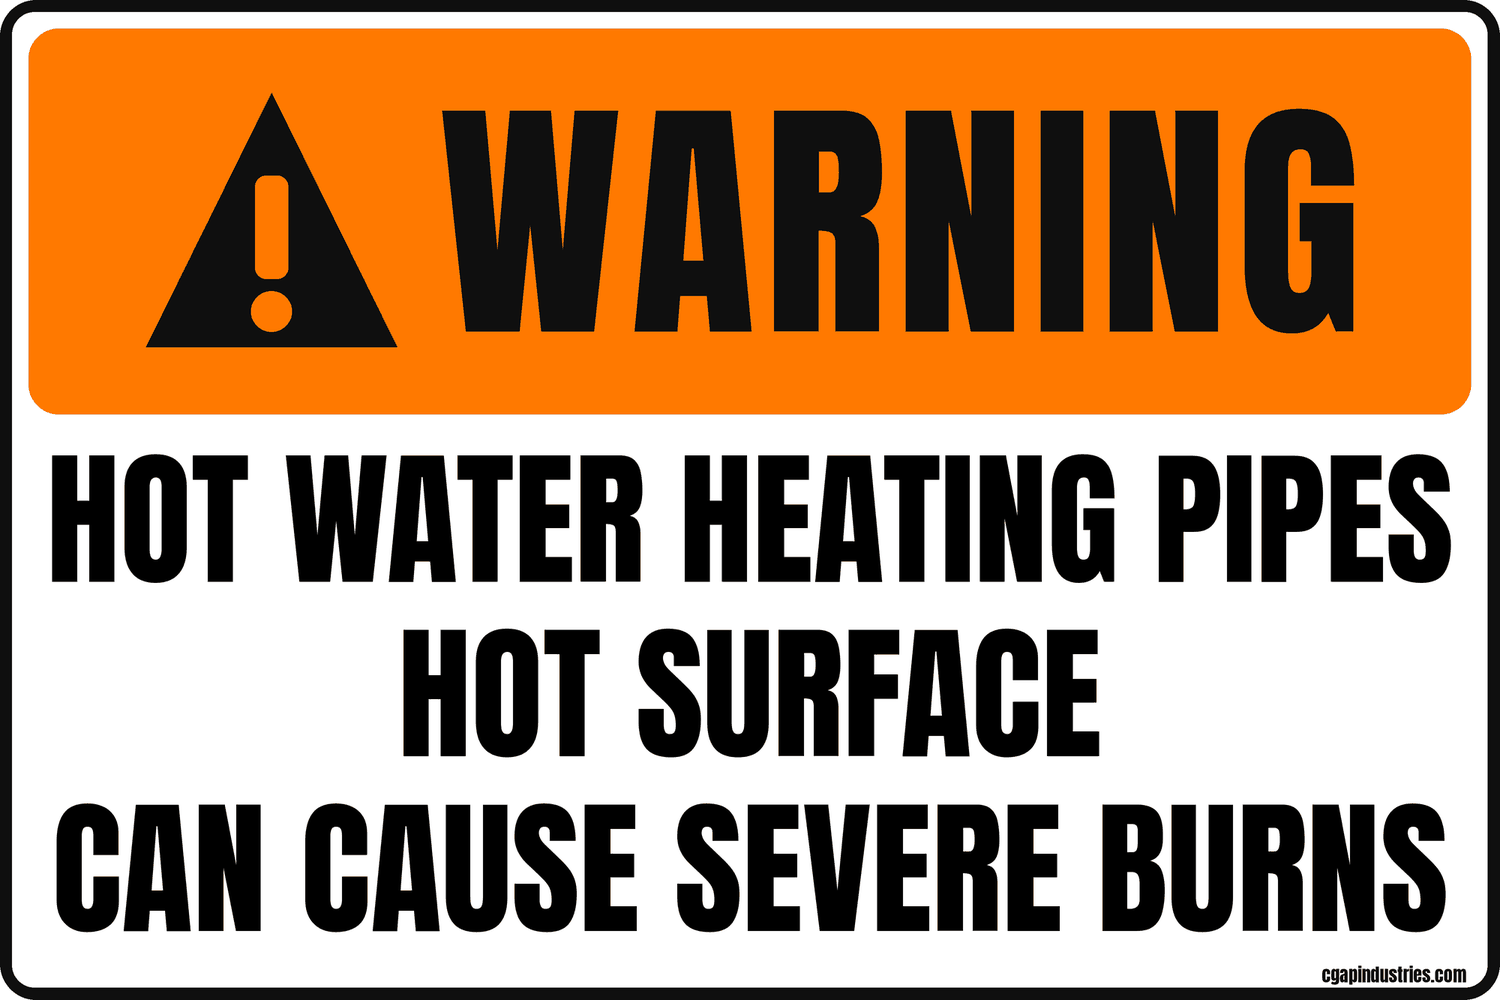 WARNING
HOT WATER HEATING PIPES
HOT SURFACE
CAN CAUSE SEVERE BURNS
cgapindustries.com